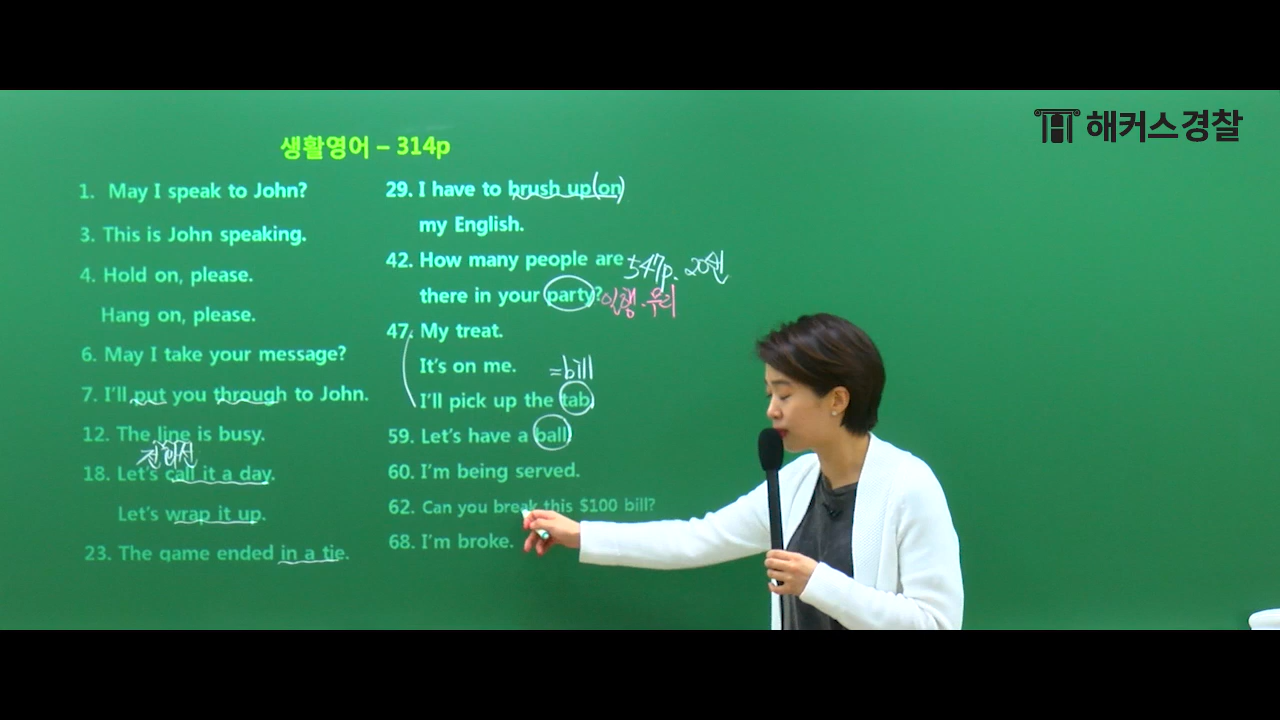 해커스경찰
생활영어 – 314p
1. May I speak to John?
3. This is John speaking.
4. Hold on, please.
Hang on, please.
6. May I take your message?
7. I'll put you through to John.
12. The line is busy.
전화선
18. Let's call it a day.
Let's wrap it up.
23. The game ended in a tie.
29. I have to brush up(on)
my English.
42. How many people are
547p. 20번
there in your party?
일행. 무리
47. My treat.
It's on me.
=bill
I'll pick up the tab.
59. Let's have a ball.
60. I'm being served.
62. Can you break this $100 bill?
68. I'm broke.